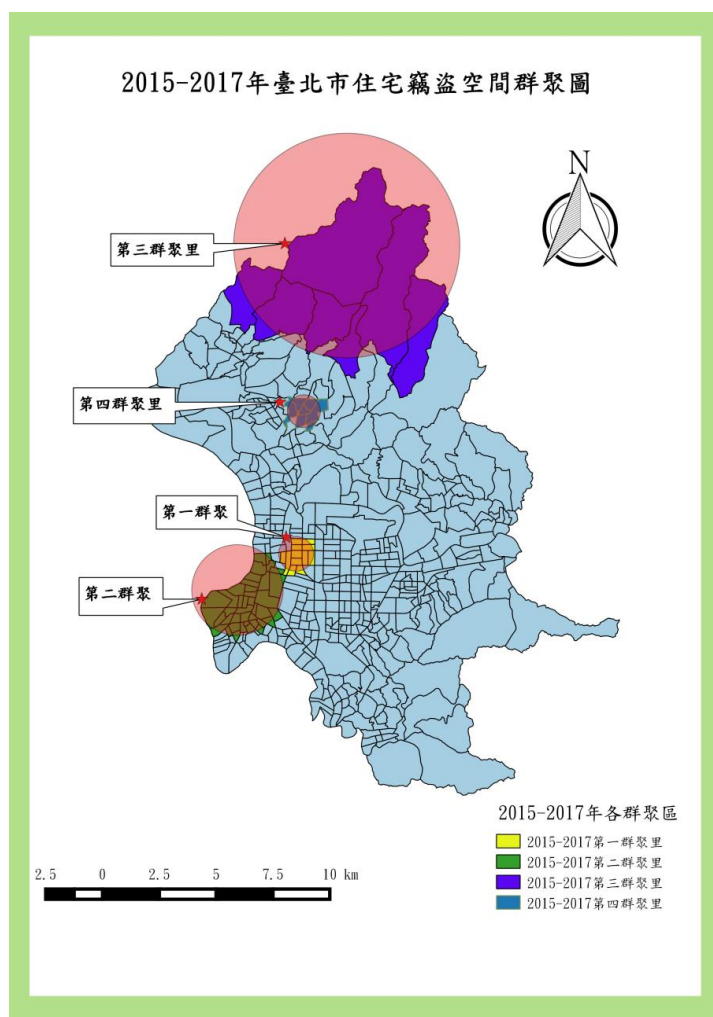 2015-2017年臺北市住宅竊盜空間群聚圖
N
第三群聚里
第四群聚里
第一群聚
第二群聚
2015-2017年各群聚區
2015-2017第一群聚里
2015-2017第二群聚里
2015-2017第三群聚里
2015-2017第四群聚里
2.5 0 2.5 5 7.5 10 km